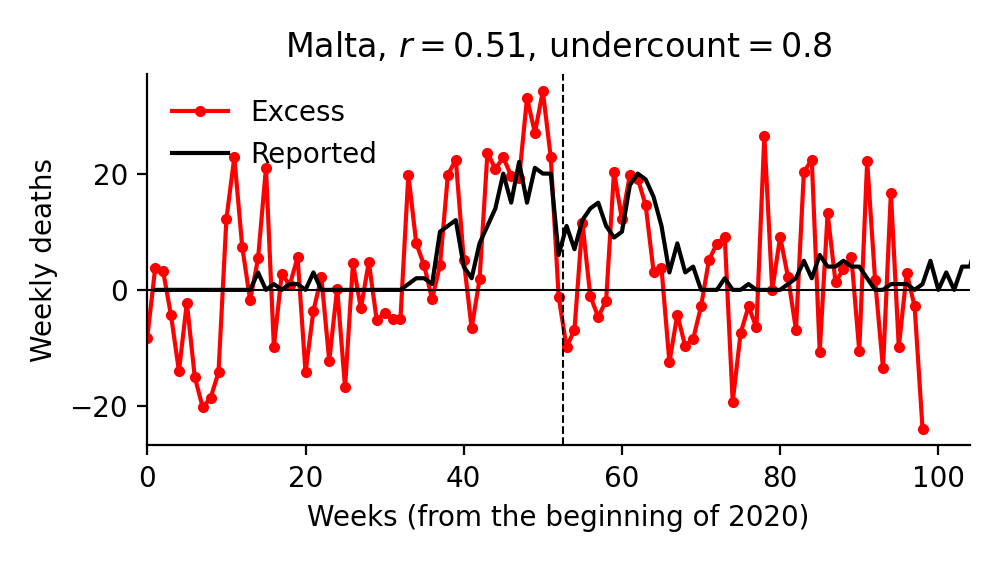 Malta, r = 0.51, undercount = 0.8
Excess
Reported
Weekly deaths
20
0
−20
0 20 40 60 80 100
Weeks (from the beginning of 2020)